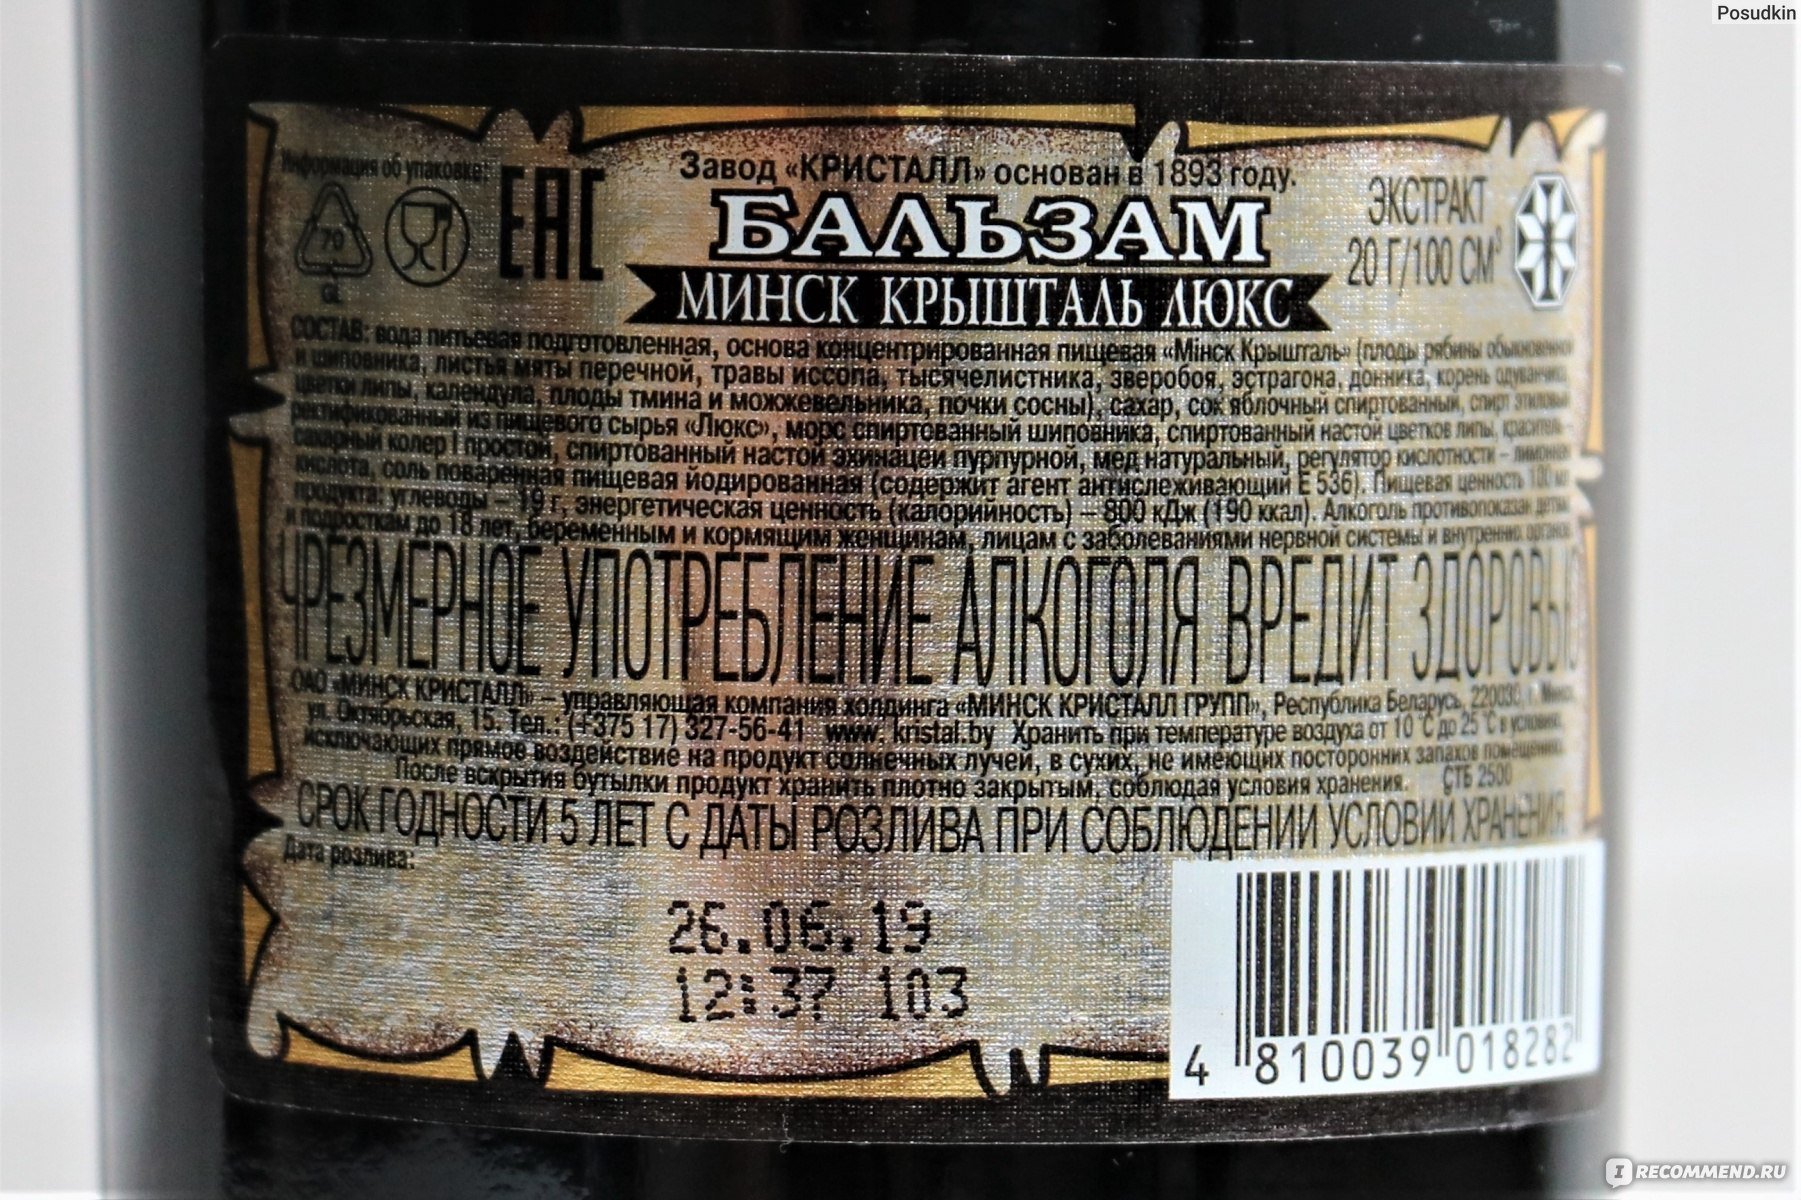 Posudkin
Информация об упаковке:
70
GL
EAC
Завод «КРИСТАЛЛ» основан в 1893 году.
БАЛЬЗАМ
МИНСК КРЫШТАЛЬ ЛЮКС
ЭКСТРАКТ
20 Г/100 СМ³
СОСТАВ: вода питьевая подготовленная, основа концентрированная пищевая «Мiнск Крышталь» (плоды рябины обыкновенной
и шиповника, листья мяты перечной, травы иссопа, тысячелистника, зверобоя, эстрагона, донника, корень одуванчика,
цветки липы, календула, плоды тмина и можжевельника, почки сосны), сахар, сок яблочный спиртованный, спирт этиловый
ректификованный из пищевого сырья «Люкс», морс спиртованный шиповника, спиртованный настой цветков липы, краситель –
сахарный колер I простой, спиртованный настой эхинацеи пурпурной, мед натуральный, регулятор кислотности – лимонная
кислота, соль поваренная пищевая йодированная (содержит агент антислеживающий Е 536). Пищевая ценность 100 мл
продукта: углеводы – 19 г, энергетическая ценность (калорийность) – 800 кДж (190 ккал). Алкоголь противопоказан детям
и подросткам до 18 лет, беременным и кормящим женщинам, лицам с заболеваниями нервной системы и внутренних органов.
ЧРЕЗМЕРНОЕ УПОТРЕБЛЕНИЕ АЛКОГОЛЯ ВРЕДИТ ЗДОРОВЬЮ
ОАО «МИНСК КРИСТАЛЛ» – управляющая компания холдинга «МИНСК КРИСТАЛЛ ГРУПП», Республика Беларусь, 220030, г. Минск,
ул. Октябрьская, 15. Тел.: (+375 17) 327-56-41 www. kristal.by Хранить при температуре воздуха от 10 °С до 25 °С в условиях,
исключающих прямое воздействие на продукт солнечных лучей, в сухих, не имеющих посторонних запахов помещениях.
После вскрытия бутылки продукт хранить плотно закрытым, соблюдая условия хранения. СТБ 2500
СРОК ГОДНОСТИ 5 ЛЕТ С ДАТЫ РОЗЛИВА ПРИ СОБЛЮДЕНИИ УСЛОВИЙ ХРАНЕНИЯ.
Дата розлива:
26.06.19
12:37 103
4 810039 018282
IRECOMMEND.RU